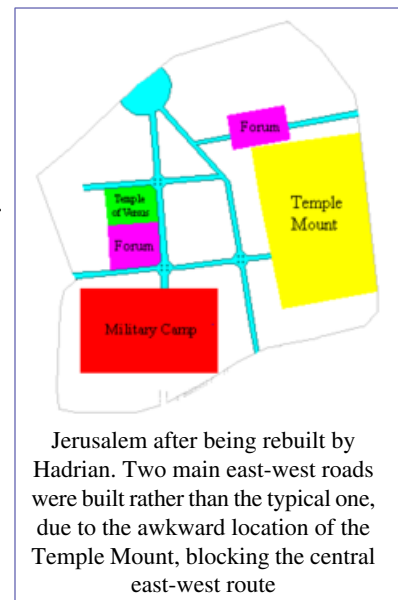 Forum
Temple
of Venus
Temple
Mount
Forum
Military Camp
Jerusalem after being rebuilt by
Hadrian. Two main east-west roads
were built rather than the typical one,
due to the awkward location of the
Temple Mount, blocking the central
east-west route